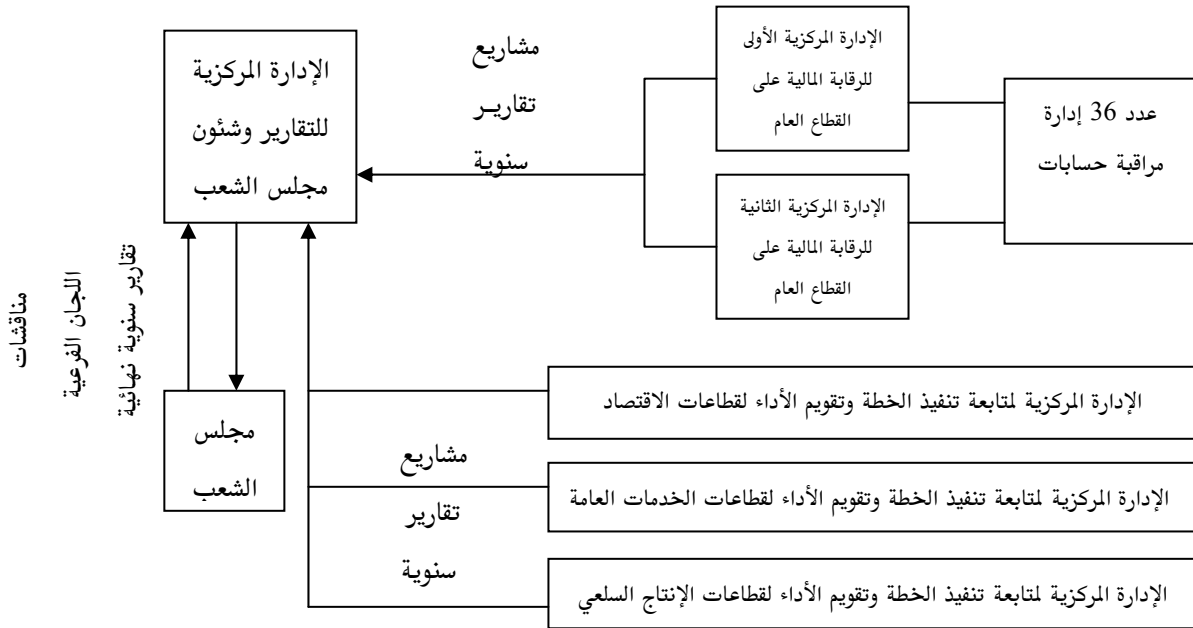 عدد 36 إدارة
مراقبة حسابات
الإدارة المركزية الأولى
للرقابة المالية على
القطاع العام
الإدارة المركزية الثانية
للرقابة المالية على
القطاع العام
مشاريع
تقاريـر
سنوية
الإدارة المركزية
للتقارير وشئون
مجلس الشعب
تقارير سنوية نهائية
اللجان الفرعية
مناقشات
مجلس
الشعب
الإدارة المركزية لمتابعة تنفيذ الخطة وتقويم الأداء لقطاعات الاقتصاد
الإدارة المركزية لمتابعة تنفيذ الخطة وتقويم الأداء لقطاعات الخدمات العامة
الإدارة المركزية لمتابعة تنفيذ الخطة وتقويم الأداء لقطاعات الإنتاج السلعي
مشاريع
تقارير
سنوية